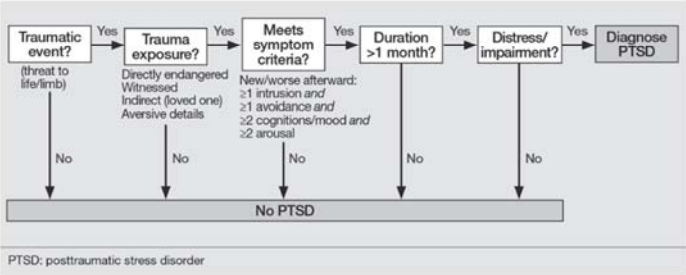 Traumatic
event?
(threat to
life/limb)
Yes
Trauma
exposure?
Directly endangered
Witnessed
Indirect (loved one)
Aversive details
Yes
Meets
symptom
criteria?
New/worse afterward:
≥1 intrusion and
≥1 avoidance and
≥2 cognitions/mood and
≥2 arousal
Yes
Duration
>1 month?
Yes
Distress/
impairment?
Yes
Diagnose
PTSD
No
No
No
No
No
No PTSD
PTSD: posttraumatic stress disorder